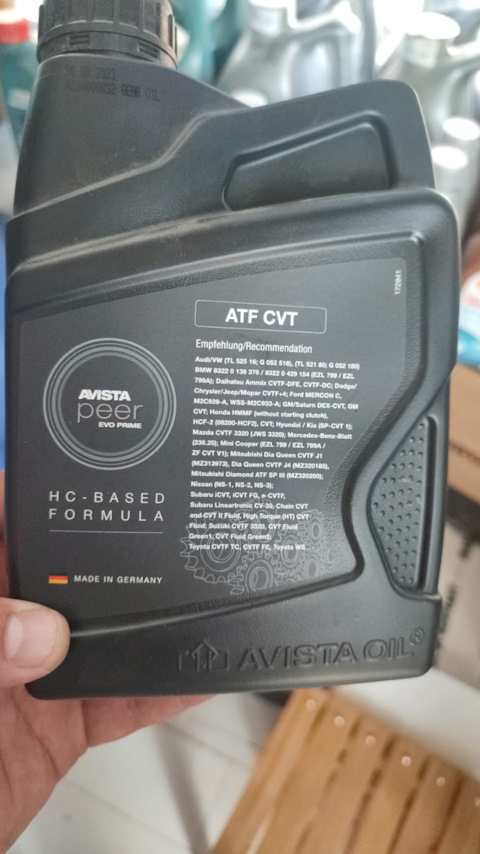 08 2023
GEAR OIL
172941
ATF CVT
Empfehlung/Recommendation
Audi/VW (TL 525 16; G 052 516), (TL 521 80; G 052 180)
BMW 8322 0 136 376 / 8322 0 429 154 (EZL 799 / EZL
799A); Daihatsu Ammix CVTF-DFE, CVTF-DC; Dodge/
Chrysler/Jeep/Mopar CVTF+4; Ford MERCON C,
M2C928-A, WSS-M2C933-A; GM/Saturn DEX-CVT, GM
CVT; Honda HMMF (without starting clutch),
HCF-2 (08200-HCF2), CVT; Hyundai / Kia (SP-CVT 1);
Mazda CVTF 3320 (JWS 3320); Mercedes-Benz-Blatt
(236.20); Mini Cooper (EZL 799 / EZL 799A /
ZF CVT V1); Mitsubishi Dia Queen CVTF J1
(MZ313973), Dia Queen CVTF J4 (MZ320185),
Mitsubishi Diamond ATF SP III (MZ320200);
Nissan (NS-1, NS-2, NS-3);
Subaru iCVT, iCVT FG, e-CVTF,
Subaru Lineartronic CV-30, Chain CVT
and CVT II Fluid, High Torque (HT) CVT
Fluid; Suzuki CVTF 3320, CVT Fluid
Green1, CVT Fluid Green2;
Toyota CVTF TC, CVTF FE, Toyota WS
AVISTA
peer
EVO PRIME
HC-BASED
FORMULA
MADE IN GERMANY
AVISTA OIL®